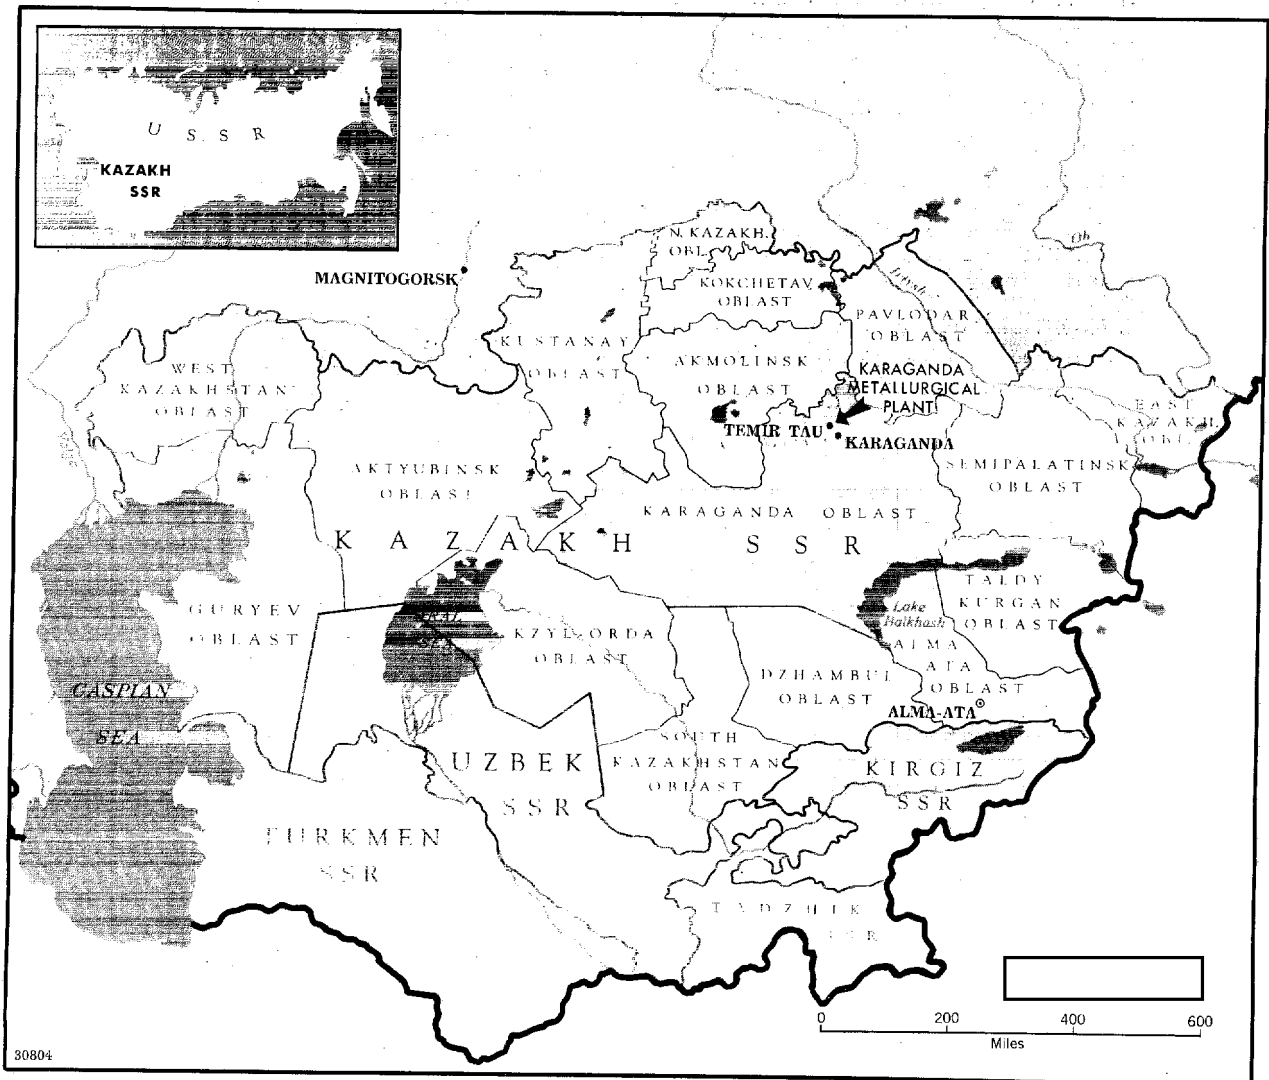 U S S R
KAZAKH
SSR
MAGNITOGORSK
N. KAZAKH.
OBL.
KOKCHETAV
OBLAST
Irtysh
Ob
PAVLODAR
OBLAST
KUSTANAY
OBLAST
AKMOLINSK
OBLAST
KARAGANDA
METALLURGICAL
PLANT
WEST
KAZAKHSTAN
OBLAST
TEMIR TAU
KARAGANDA
EAST
KAZAKH.
OBL.
AKTYUBINSK
OBLAST
SEMIPALATINSK
OBLAST
KARAGANDA OBLAST
KAZAKH SSR
GURYEV
OBLAST
ARAL
SEA
KZYL-ORDA
OBLAST
Lake
Balkhash
TALDY
KURGAN
OBLAST
ALMA
ATA
OBLAST
DZHAMBUL
OBLAST
ALMA-ATA
CASPIAN
SEA
SOUTH
KAZAKHSTAN
OBLAST
UZBEK
SSR
KIRGIZ
SSR
TURKMEN
SSR
TADZHIK
SSR
0 200 400 600
Miles
30804